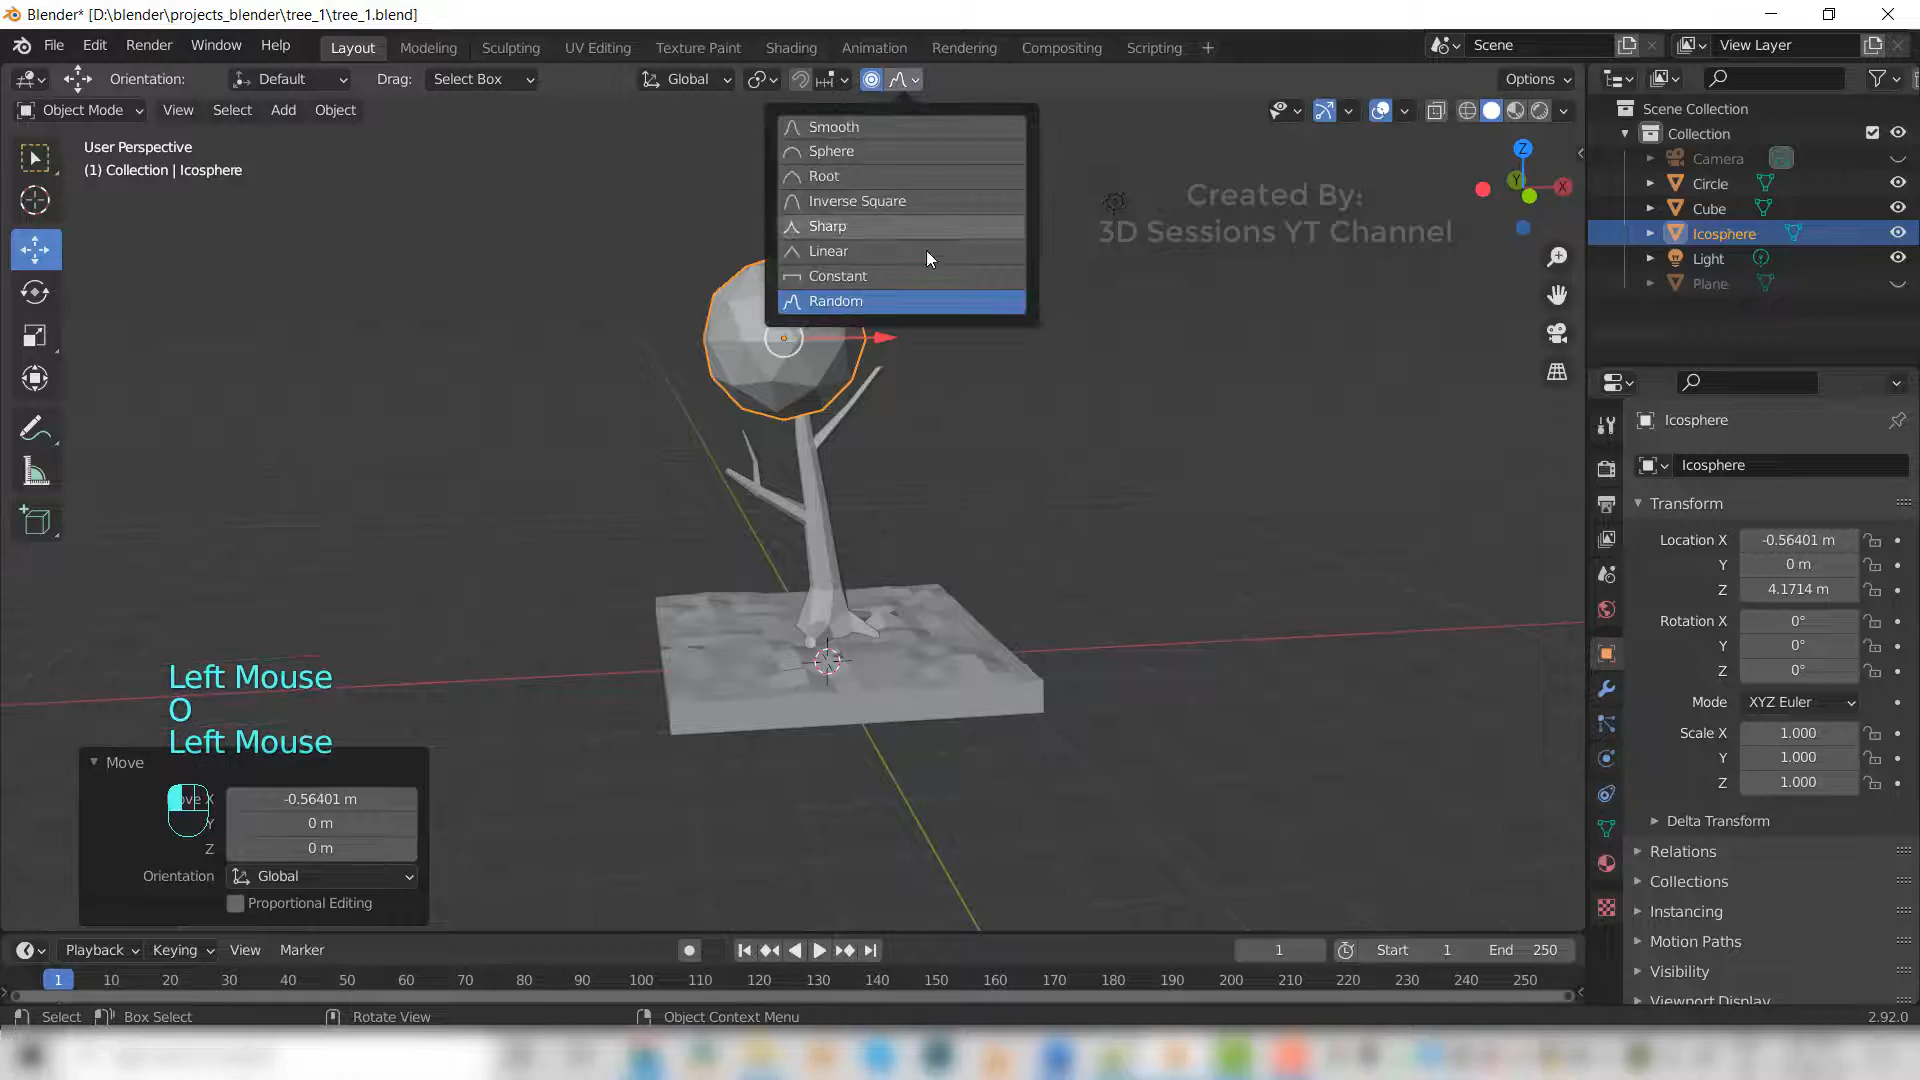 Blender* [D:\blender\projects_blender\tree_1\tree_1.blend]
File Edit Render Window Help Layout Modeling Sculpting UV Editing Texture Paint Shading Animation Rendering Compositing Scripting + Scene View Layer
Orientation: Default Drag: Select Box Global Options
Object Mode View Select Add Object
User Perspective
(1) Collection | Icosphere
Smooth
Sphere
Root
Inverse Square
Sharp
Linear
Constant
Random
Created By:
3D Sessions YT Channel
Z
Y
X
Scene Collection
Collection
Camera
Circle
Cube
Icosphere
Light
Plane
Icosphere
Icosphere
Transform
Location X -0.56401 m
Y 0 m
Z 4.1714 m
Rotation X 0°
Y 0°
Z 0°
Mode XYZ Euler
Scale X 1.000
Y 1.000
Z 1.000
Delta Transform
Relations
Collections
Instancing
Motion Paths
Visibility
Viewport Display
Left Mouse
O
Left Mouse
Move
Move X -0.56401 m
Y 0 m
Z 0 m
Orientation Global
Proportional Editing
Playback Keying View Marker 1 Start 1 End 250
1 10 20 30 40 50 60 70 80 90 100 110 120 130 140 150 160 170 180 190 200 210 220 230 240 250
Select Box Select Rotate View Object Context Menu 2.92.0